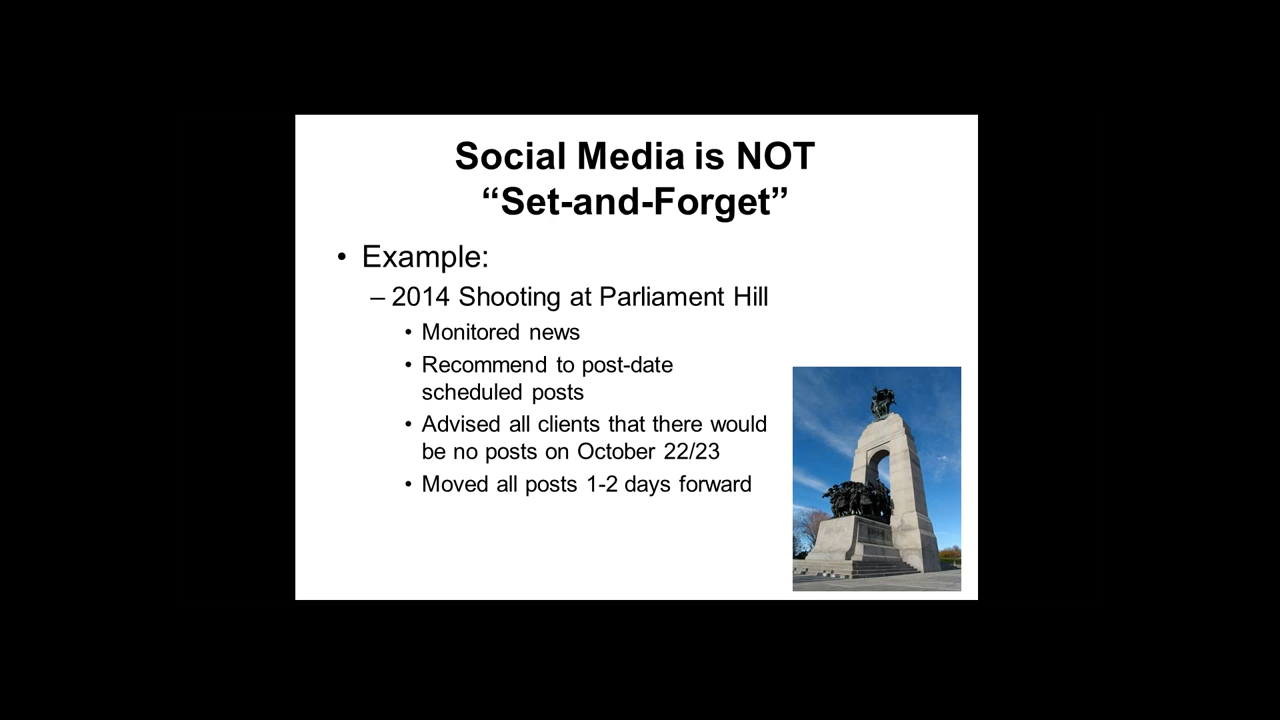 Social Media is NOT
“Set-and-Forget”
• Example:
– 2014 Shooting at Parliament Hill
• Monitored news
• Recommend to post-date
scheduled posts
• Advised all clients that there would
be no posts on October 22/23
• Moved all posts 1-2 days forward